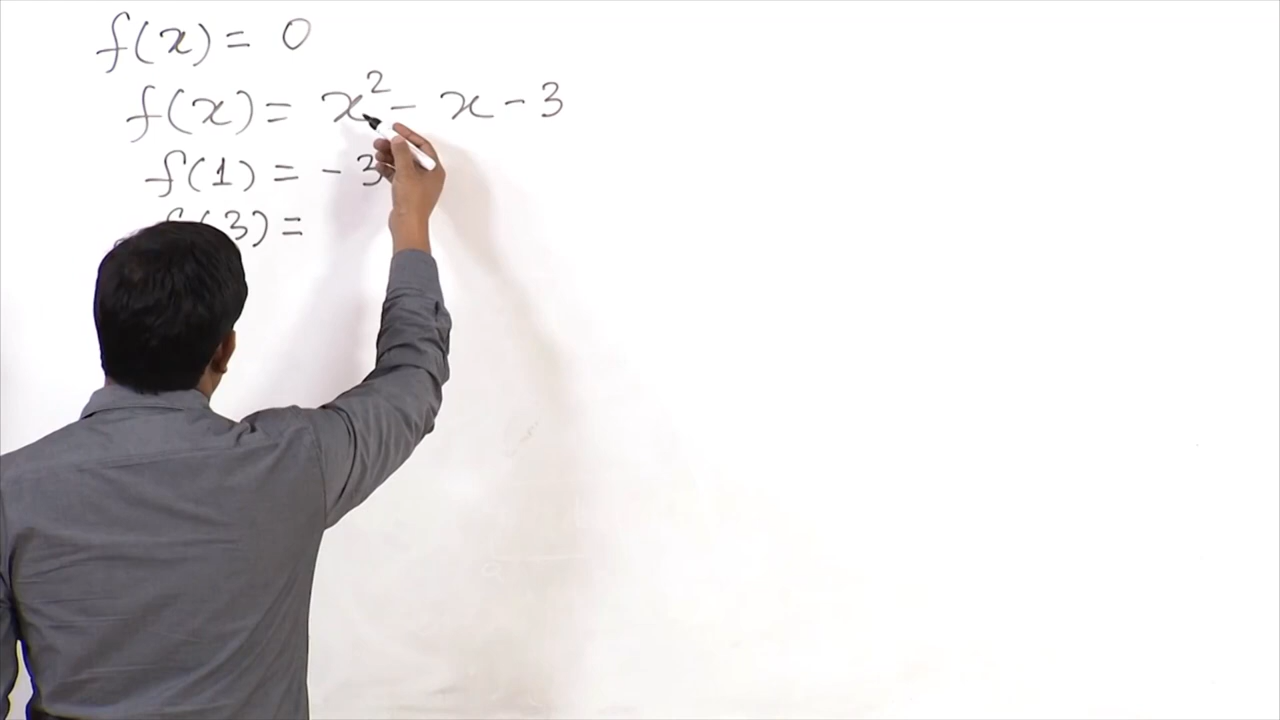 f(x) = 0
f(x) = x² - x - 3
f(1) = -3
f(3) =